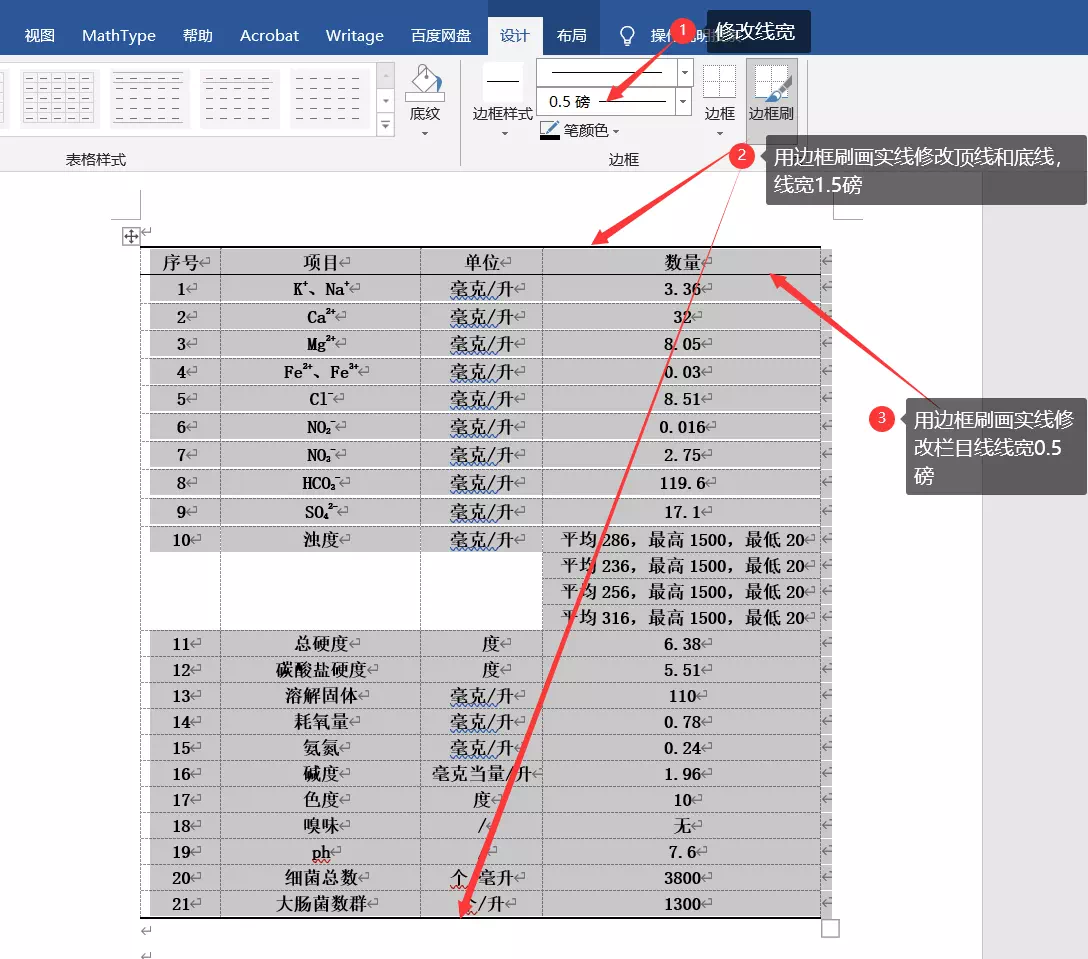 视图 MathType 帮助 Acrobat Writage 百度网盘 设计 布局 操作说明搜索
1 修改线宽
底纹 边框样式 0.5 磅 笔颜色 边框 边框刷
表格样式 边框
2 用边框刷画实线修改顶线和底线，
线宽1.5磅
序号 项目 单位 数量
1 K⁺、Na⁺ 毫克/升 3.36
2 Ca²⁺ 毫克/升 32
3 Mg²⁺ 毫克/升 8.05
4 Fe²⁺、Fe³⁺ 毫克/升 0.03
5 Cl⁻ 毫克/升 8.51
6 NO₂⁻ 毫克/升 0.016
7 NO₃⁻ 毫克/升 2.75
8 HCO₃⁻ 毫克/升 119.6
9 SO₄²⁻ 毫克/升 17.1
10 浊度 毫克/升 平均 286，最高 1500，最低 20
平均 236，最高 1500，最低 20
平均 256，最高 1500，最低 20
平均 316，最高 1500，最低 20
11 总硬度 度 6.38
12 碳酸盐硬度 度 5.51
13 溶解固体 毫克/升 110
14 耗氧量 毫克/升 0.78
15 氨氮 毫克/升 0.24
16 碱度 毫克当量/升 1.96
17 色度 度 10
18 嗅味 / 无
19 ph 7.6
20 细菌总数 个 毫升 3800
21 大肠菌数群 /升 1300
3 用边框刷画实线修
改栏目线线宽0.5
磅